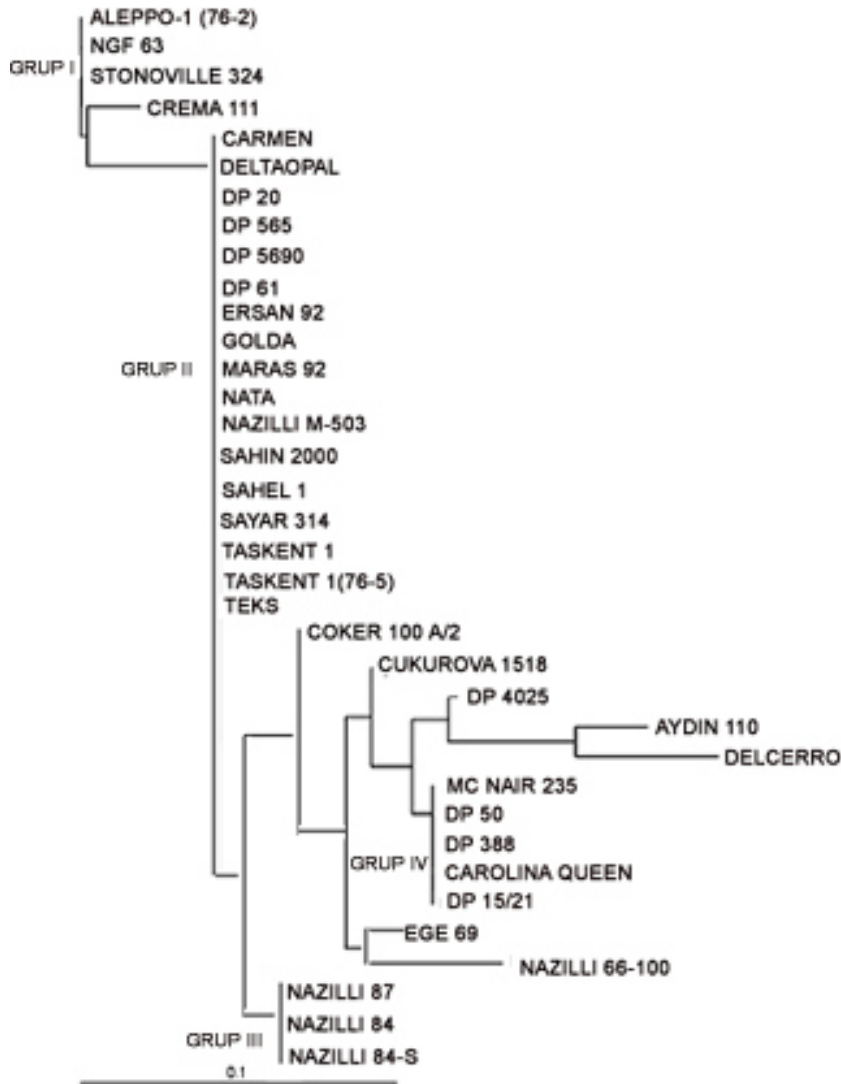 ALEPPO-1 (76-2)
NGF 63
GRUP I
STONOVILLE 324
CREMA 111
CARMEN
DELTAOPAL
DP 20
DP 565
DP 5690
DP 61
ERSAN 92
GOLDA
GRUP II
MARAS 92
NATA
NAZILLI M-503
SAHIN 2000
SAHEL 1
SAYAR 314
TASKENT 1
TASKENT 1(76-5)
TEKS
COKER 100 A/2
CUKUROVA 1518
DP 4025
AYDIN 110
DELCERRO
MC NAIR 235
DP 50
DP 388
GRUP IV
CAROLINA QUEEN
DP 15/21
EGE 69
NAZILLI 66-100
NAZILLI 87
NAZILLI 84
GRUP III
NAZILLI 84-S
0.1